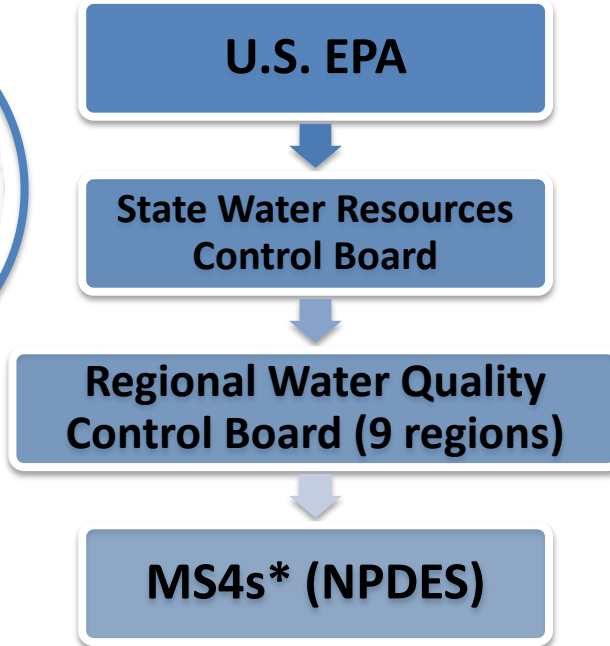 U.S. EPA
State Water Resources
Control Board
Regional Water Quality
Control Board (9 regions)
MS4s* (NPDES)